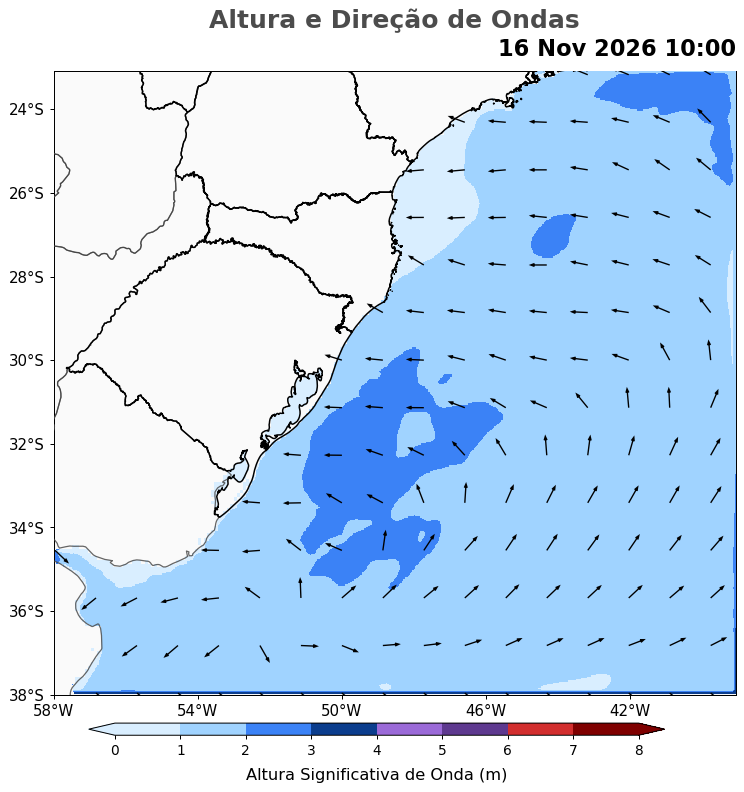 Altura e Direção de Ondas
16 Nov 2026 10:00
24°S
26°S
28°S
30°S
32°S
34°S
36°S
38°S
58°W 54°W 50°W 46°W 42°W
0 1 2 3 4 5 6 7 8
Altura Significativa de Onda (m)